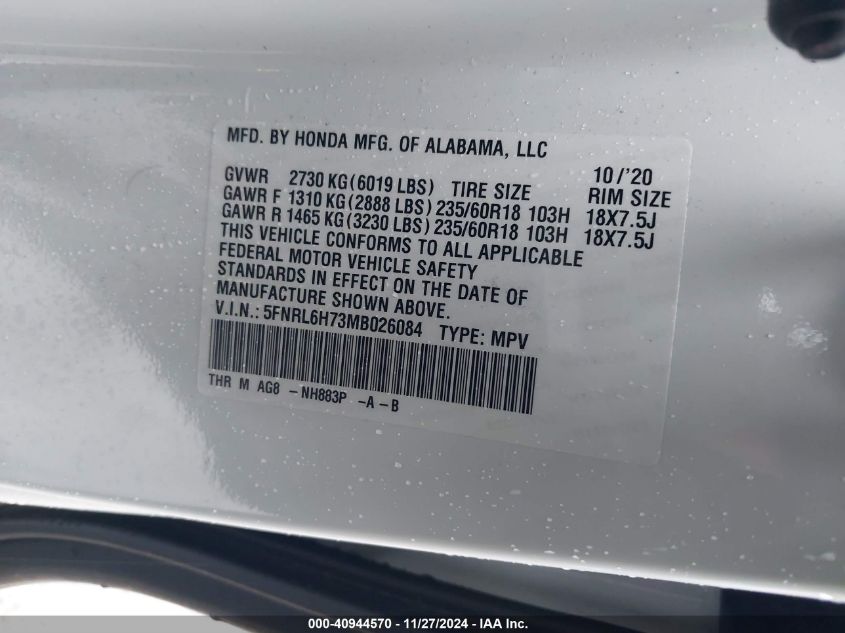 MFD. BY HONDA MFG. OF ALABAMA, LLC 10/'20
GVWR 2730 KG(6019 LBS) TIRE SIZE RIM SIZE
GAWR F 1310 KG(2888 LBS) 235/60R18 103H 18X7.5J
GAWR R 1465 KG(3230 LBS) 235/60R18 103H 18X7.5J
THIS VEHICLE CONFORMS TO ALL APPLICABLE
FEDERAL MOTOR VEHICLE SAFETY
STANDARDS IN EFFECT ON THE DATE OF
MANUFACTURE SHOWN ABOVE.
V.I.N.: 5FNRL6H73MB026084 TYPE: MPV
THR M AG8 -NH883P -A-B
000-40944570 - 11/27/2024 - IAA Inc.